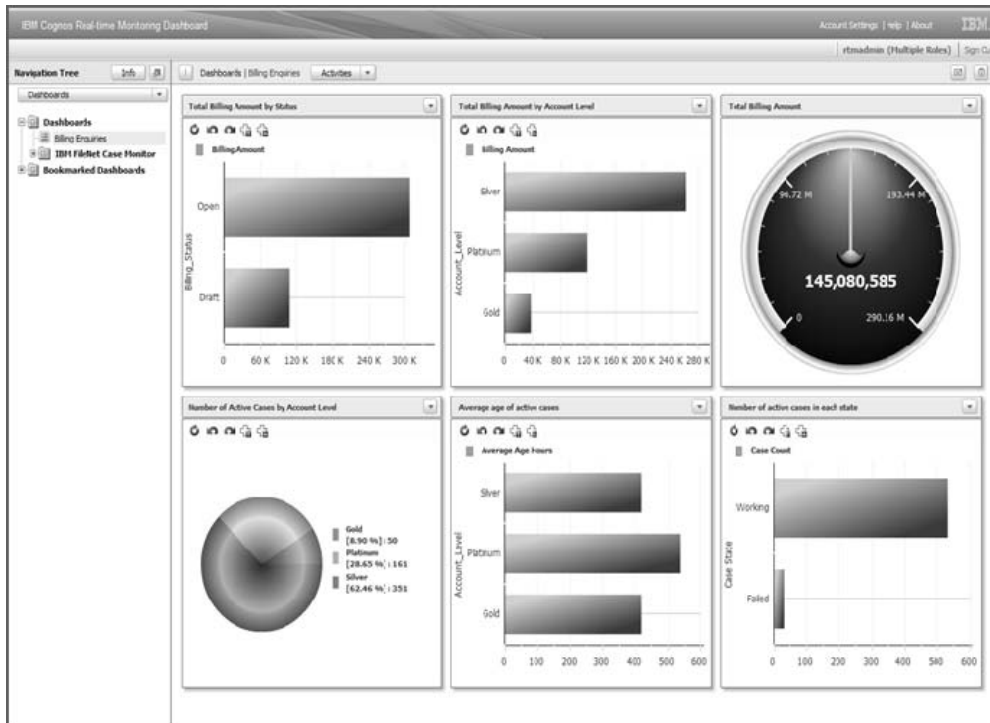 IBM Cognos Real-time Monitoring Dashboard
Account Settings | Help | About
IBM
rtmadmin (Multiple Roles) | Sign Ou
Navigation Tree
Info
Dashboards | Billing Enquiries
Activities
Dashboards
Dashboards
Billing Enquiries
IBM FileNet Case Monitor
Bookmarked Dashboards
Total Billing Amount by Status
BillingAmount
Billing_Status
Open
Draft
0 60 K 120 K 180 K 240 K 300 K
Total Billing Amount by Account Level
Billing Amount
Account_Level
Silver
Platinum
Gold
0 40 K 80 K 120 K 160 K 200 K 240 K 280 K
Total Billing Amount
96.72 M
193.44 M
145,080,585
0
290.16 M
Number of Active Cases by Account Level
Gold
[8.90 %] : 50
Platinum
[28.65 %] : 161
Silver
[62.46 %] : 351
Average age of active cases
Average Age Hours
Account_Level
Silver
Platinum
Gold
0 100 200 300 400 500 600
Number of active cases in each state
Case Count
Case State
Working
Failed
0 100 200 300 400 500 600